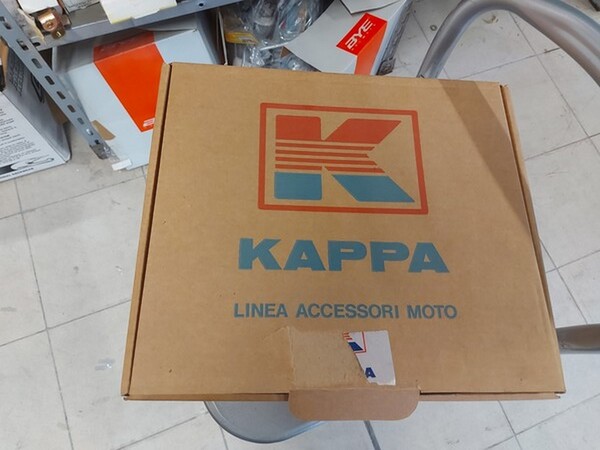 BYE
K
KAPPA
LINEA ACCESSORI MOTO
A